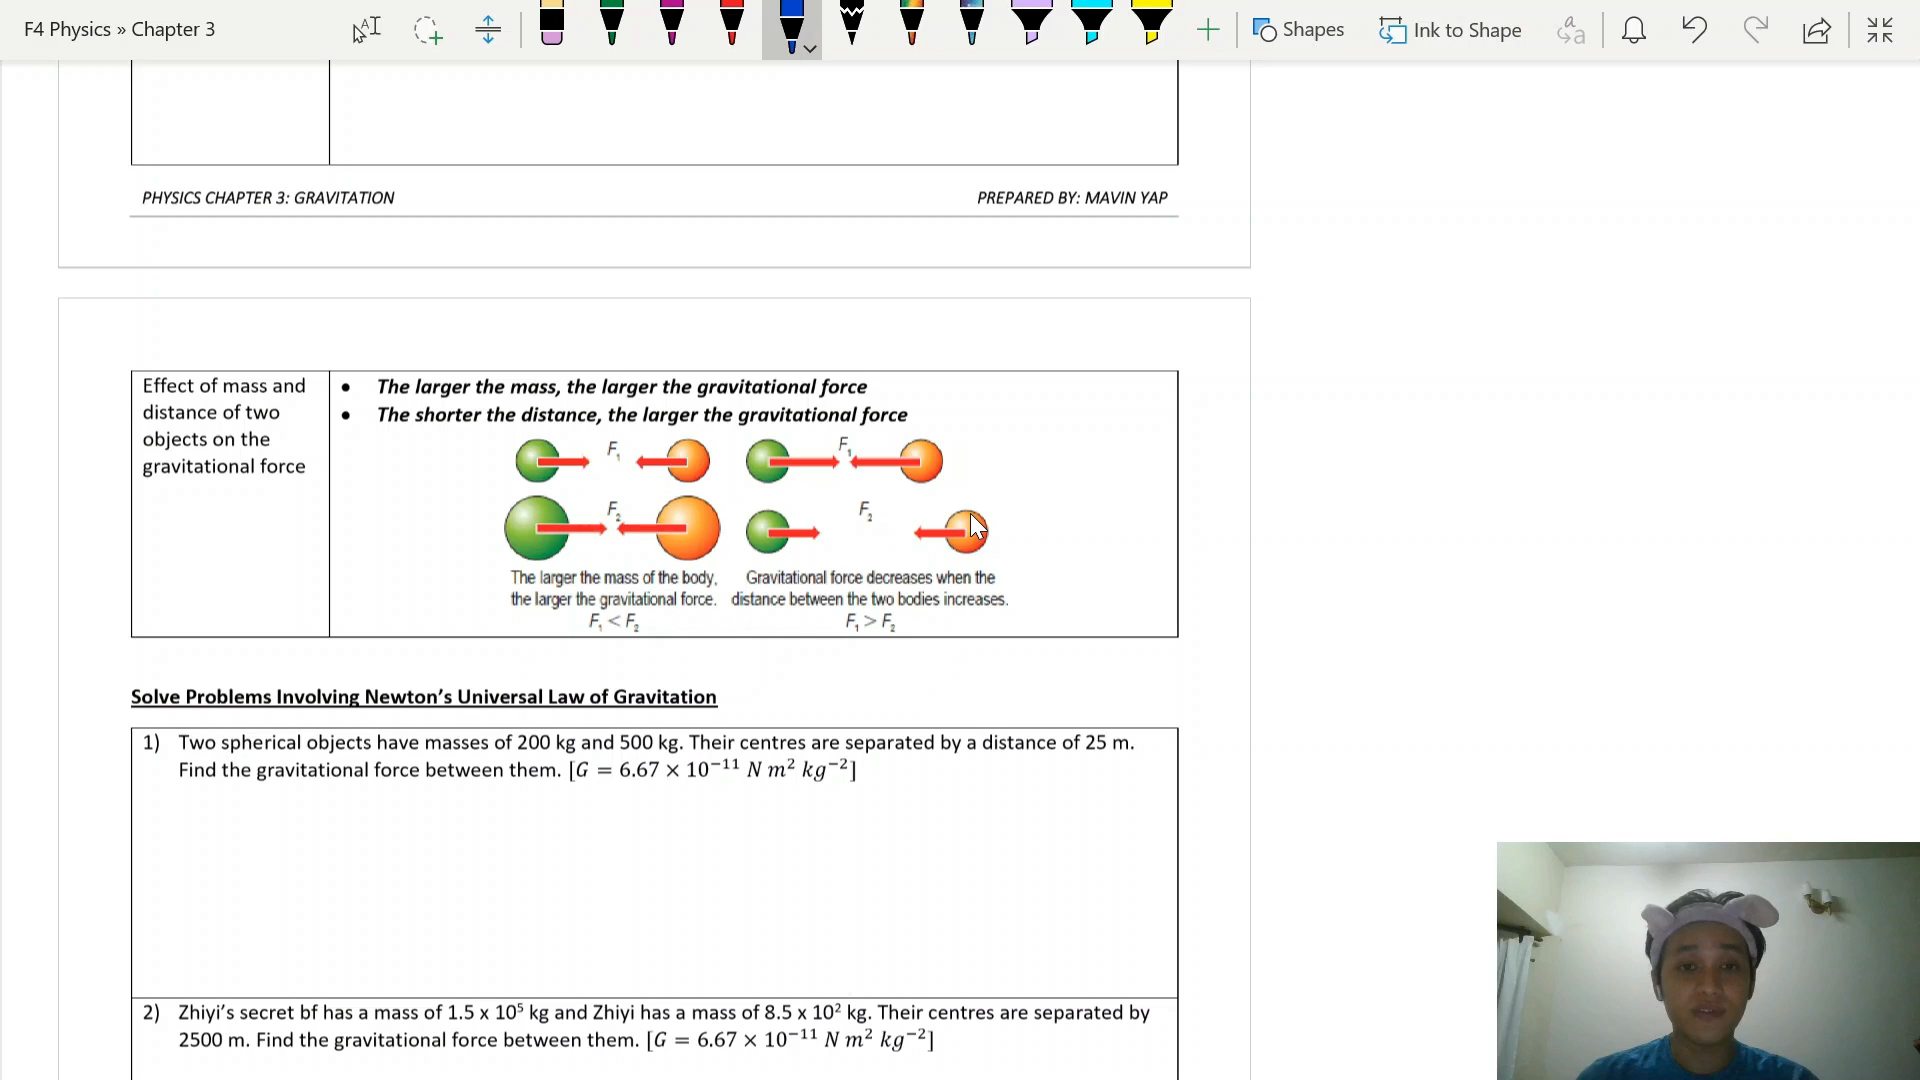 F4 Physics » Chapter 3
Shapes
Ink to Shape
PHYSICS CHAPTER 3: GRAVITATION
PREPARED BY: MAVIN YAP
Effect of mass and
distance of two
objects on the
gravitational force
• The larger the mass, the larger the gravitational force
• The shorter the distance, the larger the gravitational force
F₁
F₁
F₂
F₂
The larger the mass of the body,
the larger the gravitational force.
F₁ < F₂
Gravitational force decreases when the
distance between the two bodies increases.
F₁ > F₂
Solve Problems Involving Newton’s Universal Law of Gravitation
1) Two spherical objects have masses of 200 kg and 500 kg. Their centres are separated by a distance of 25 m.
Find the gravitational force between them. [G = 6.67 × 10⁻¹¹ N m² kg⁻²]
2) Zhiyi’s secret bf has a mass of 1.5 x 10⁵ kg and Zhiyi has a mass of 8.5 x 10² kg. Their centres are separated by
2500 m. Find the gravitational force between them. [G = 6.67 × 10⁻¹¹ N m² kg⁻²]